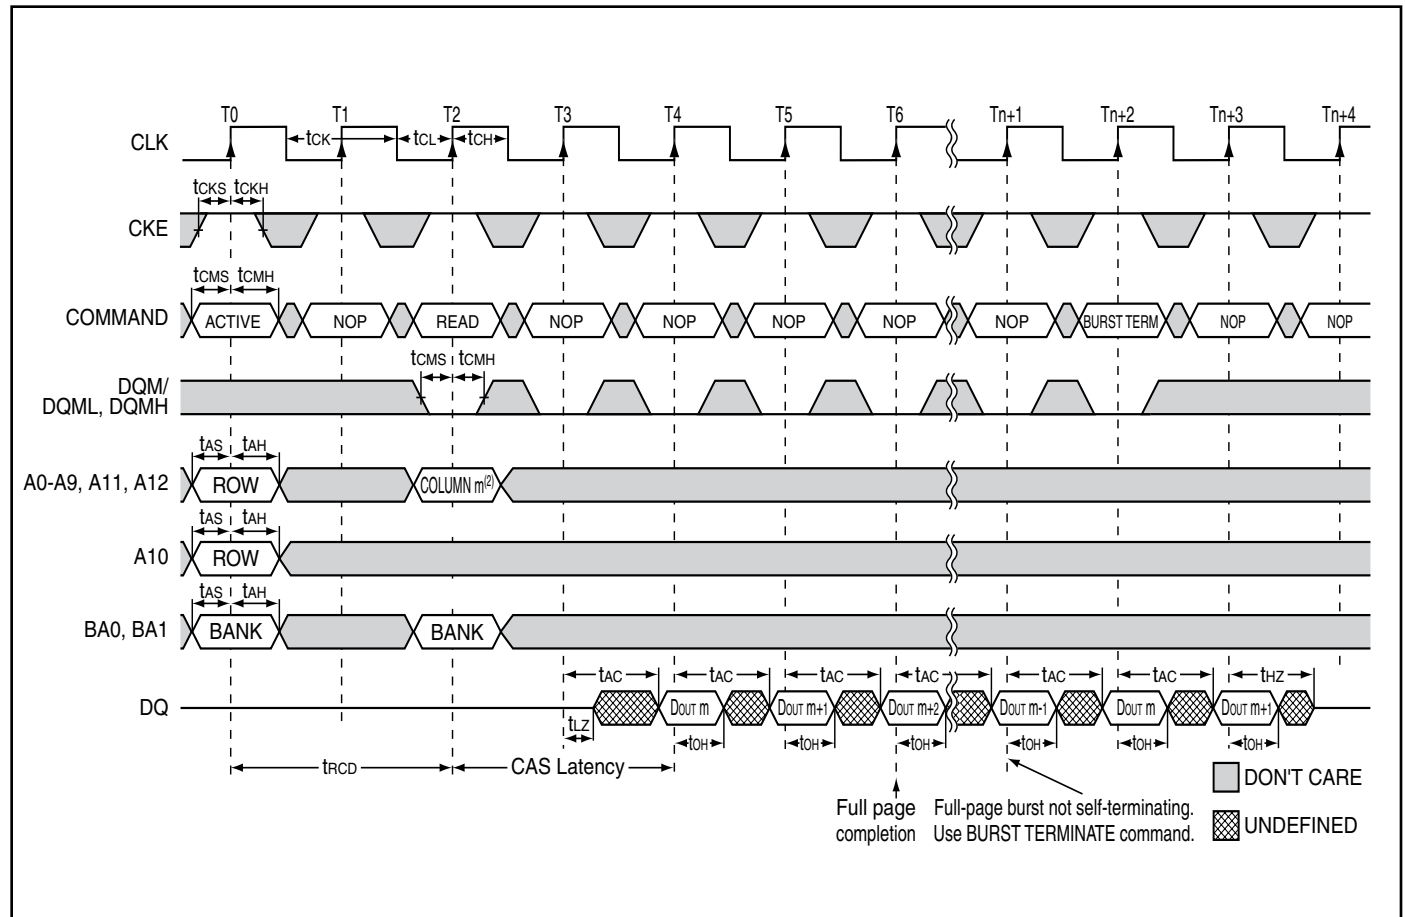 T0 T1 T2 T3 T4 T5 T6 Tn+1 Tn+2 Tn+3 Tn+4
CLK
tCK tCL tCH
tCKS tCKH
CKE
tCMS tCMH
COMMAND ACTIVE NOP READ NOP NOP NOP NOP NOP BURST TERM NOP NOP
tCMS tCMH
DQM/
DQML, DQMH
tAS tAH
A0-A9, A11, A12 ROW COLUMN m(2)
tAS tAH
A10 ROW
tAS tAH
BA0, BA1 BANK BANK
tAC tAC tAC tAC tAC tAC tHZ
DQ DOUT m DOUT m+1 DOUT m+2 DOUT m-1 DOUT m DOUT m+1
tLZ tOH tOH tOH tOH tOH tOH
tRCD CAS Latency
DON'T CARE
UNDEFINED
Full page
completion
Full-page burst not self-terminating.
Use BURST TERMINATE command.